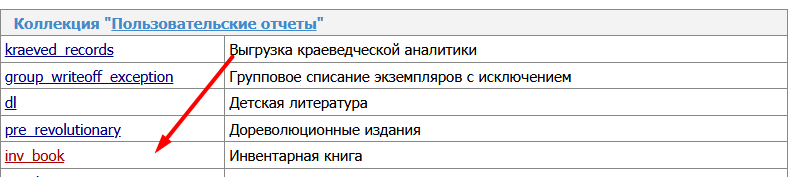 Коллекция "Пользовательские отчеты"
kraeved_records Выгрузка краеведческой аналитики
group_writeoff_exception Групповое списание экземпляров с исключением
dl Детская литература
pre_revolutionary Дореволюционные издания
inv_book Инвентарная книга